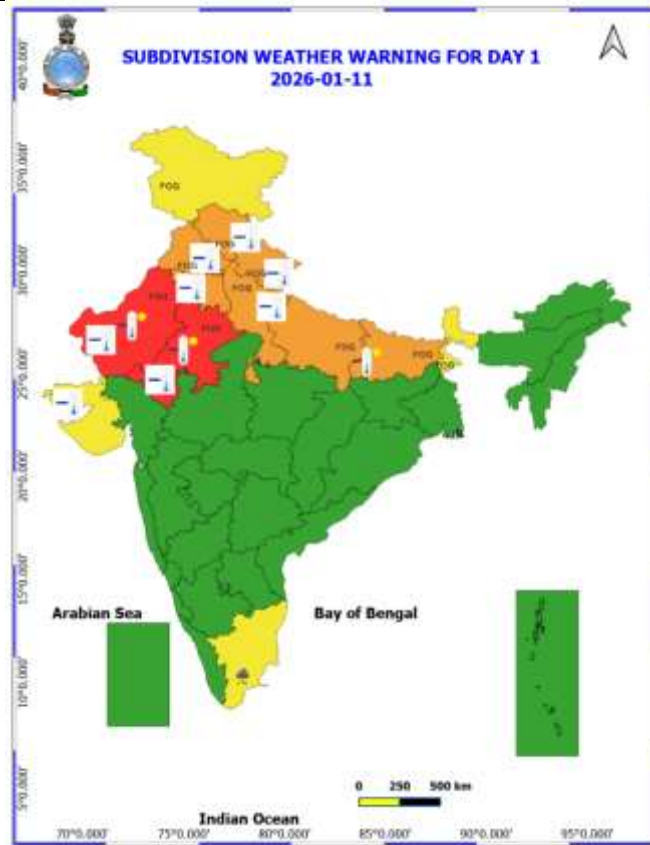 SUBDIVISION WEATHER WARNING FOR DAY 1
2026-01-11
40°0.000'
35°0.000'
30°0.000'
25°0.000'
20°0.000'
15°0.000'
10°0.000'
5°0.000'
FOG
FOG
FOG
FOG
FOG
FOG
FOG
FOG
FOG
FOG
Arabian Sea
Bay of Bengal
0 250 500 km
Indian Ocean
70°0.000' 75°0.000' 80°0.000' 85°0.000' 90°0.000' 95°0.000'